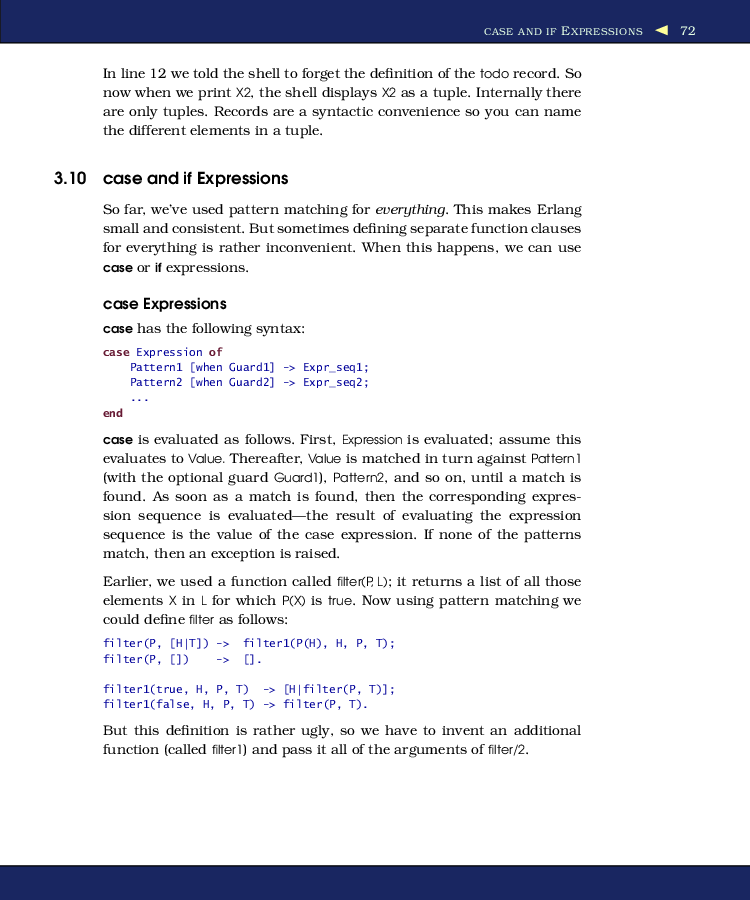 CASE AND IF EXPRESSIONS ◀ 72
In line 12 we told the shell to forget the definition of the todo record. So
now when we print X2, the shell displays X2 as a tuple. Internally there
are only tuples. Records are a syntactic convenience so you can name
the different elements in a tuple.
3.10 case and if Expressions
So far, we've used pattern matching for everything. This makes Erlang
small and consistent. But sometimes defining separate function clauses
for everything is rather inconvenient. When this happens, we can use
case or if expressions.
case Expressions
case has the following syntax:
case Expression of
    Pattern1 [when Guard1] -> Expr_seq1;
    Pattern2 [when Guard2] -> Expr_seq2;
    ...
end
case is evaluated as follows. First, Expression is evaluated; assume this
evaluates to Value. Thereafter, Value is matched in turn against Pattern1
(with the optional guard Guard1), Pattern2, and so on, until a match is
found. As soon as a match is found, then the corresponding expres-
sion sequence is evaluated—the result of evaluating the expression
sequence is the value of the case expression. If none of the patterns
match, then an exception is raised.
Earlier, we used a function called filter(P, L); it returns a list of all those
elements X in L for which P(X) is true. Now using pattern matching we
could define filter as follows:
filter(P, [H|T]) ->  filter1(P(H), H, P, T);
filter(P, [])    ->  [].
filter1(true, H, P, T)  -> [H|filter(P, T)];
filter1(false, H, P, T) -> filter(P, T).
But this definition is rather ugly, so we have to invent an additional
function (called filter1) and pass it all of the arguments of filter/2.